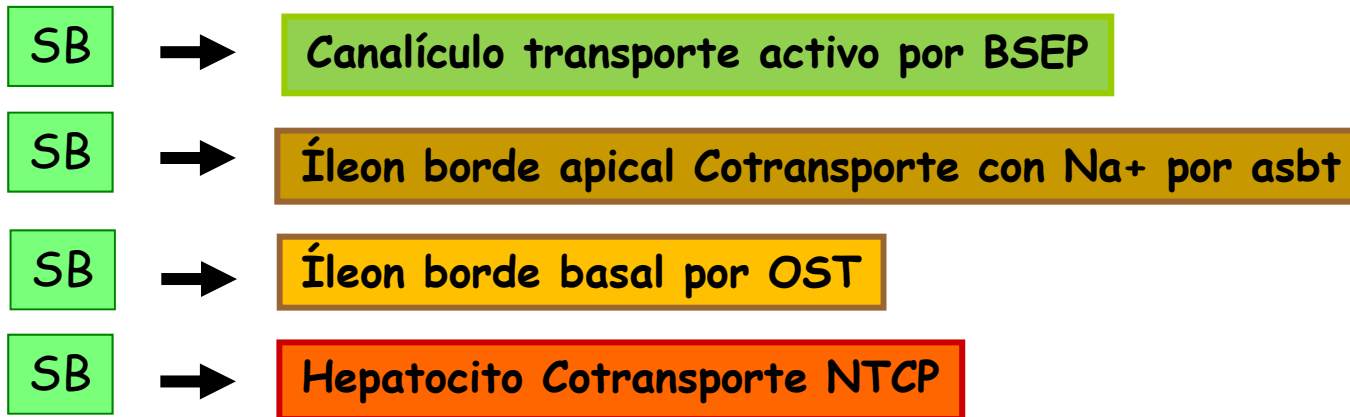 SB → Canalículo transporte activo por BSEP
SB → Íleon borde apical Cotransporte con Na+ por asbt
SB → Íleon borde basal por OST
SB → Hepatocito Cotransporte NTCP